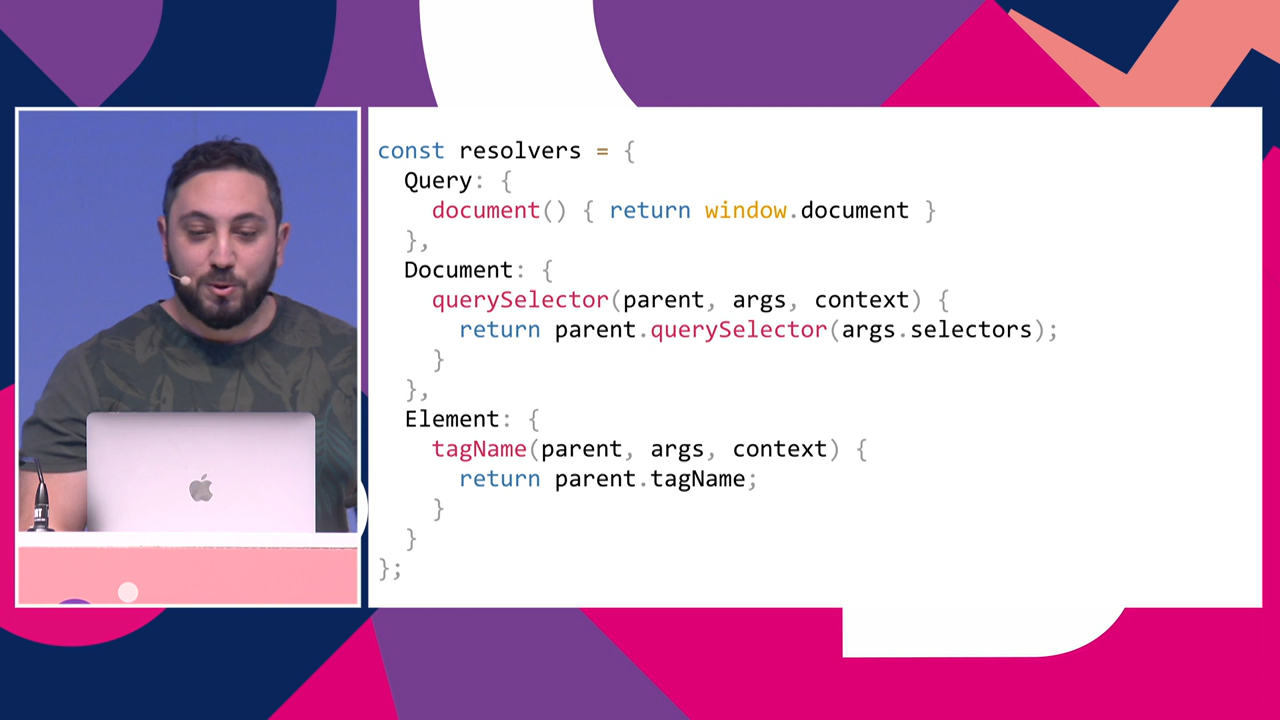 const resolvers = {
  Query: {
    document() { return window.document }
  },
  Document: {
    querySelector(parent, args, context) {
      return parent.querySelector(args.selectors);
    }
  },
  Element: {
    tagName(parent, args, context) {
      return parent.tagName;
    }
  }
};